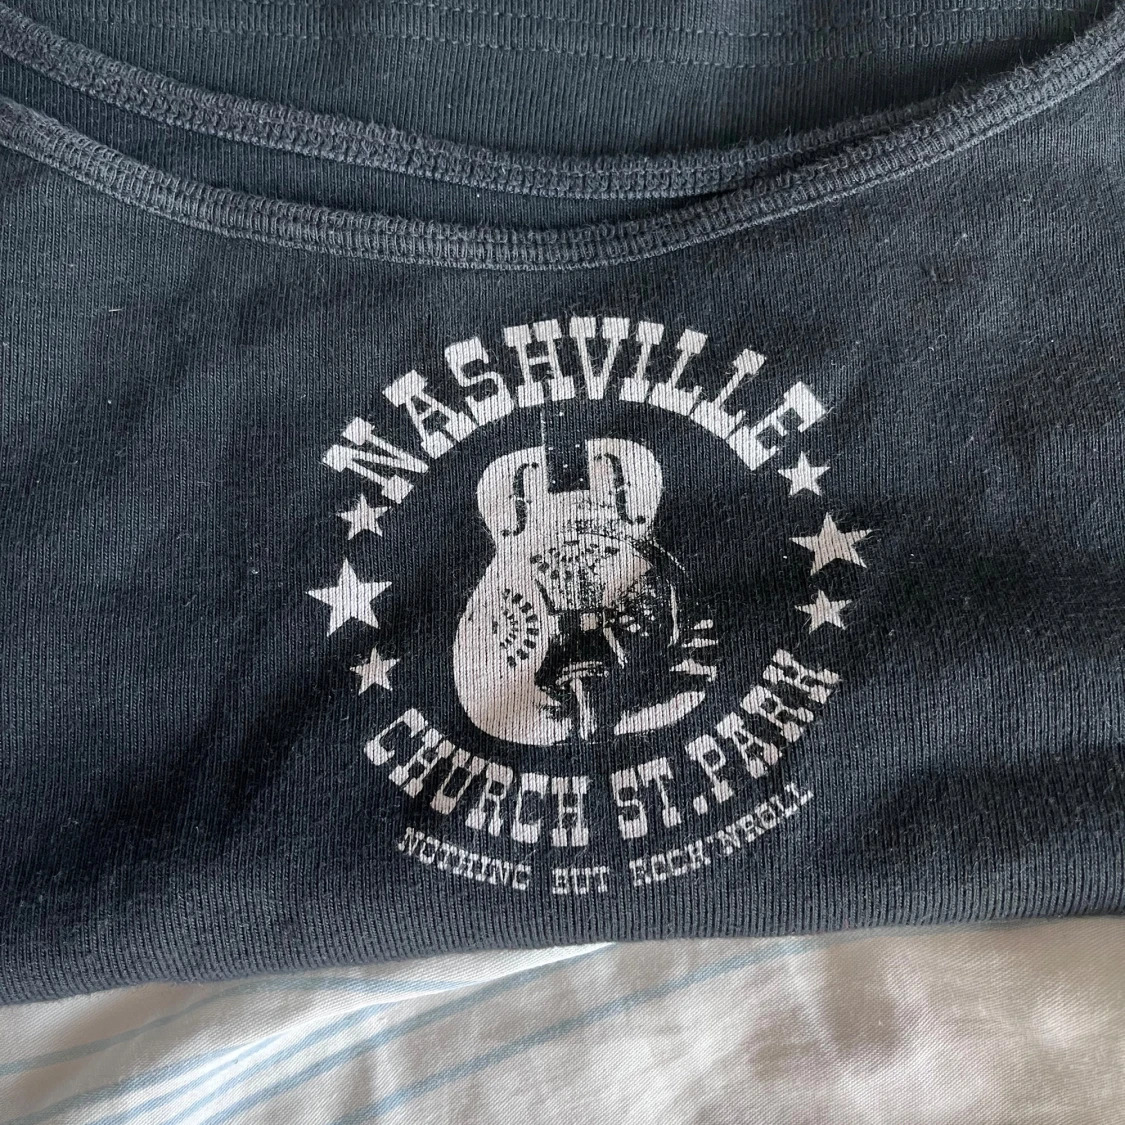 NASHVILLE
CHURCH ST.PARK
NOTHING BUT ROCK'N'ROLL